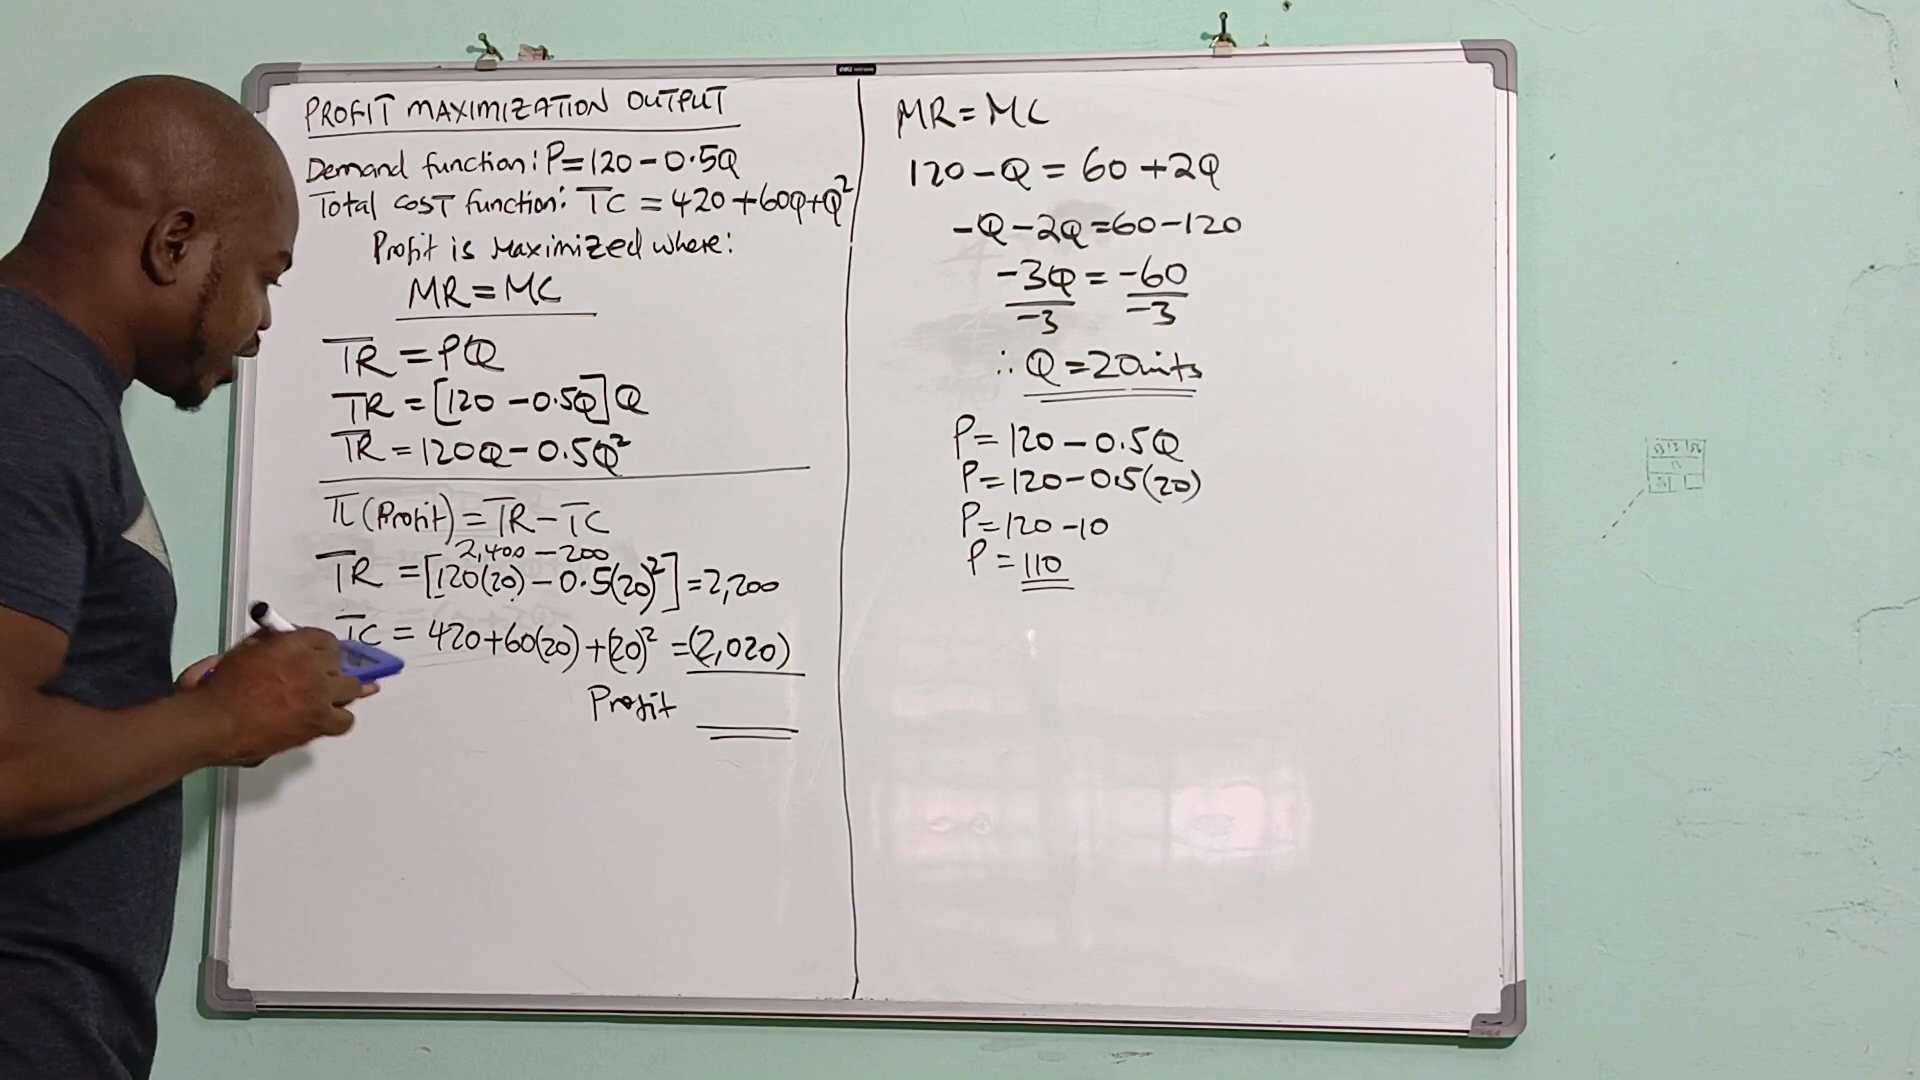 PROFIT MAXIMIZATION OUTPUT
Demand function: P=120-0.5Q
Total cost function: TC = 420+60Q+Q²
Profit is Maximized where:
MR = MC
TR = PQ
TR = [120 - 0.5Q]Q
TR = 120Q - 0.5Q²
π (Profit) = TR - TC
2,400 - 200
TR = [120(20) - 0.5(20)²] = 2,200
TC = 420+60(20) + (20)² = (2,020)
Profit
MR = MC
120 - Q = 60 + 2Q
-Q - 2Q = 60 - 120
-3Q = -60
-3 -3
∴ Q = 20units
P = 120 - 0.5Q
P = 120 - 0.5(20)
P = 120 - 10
P = 110